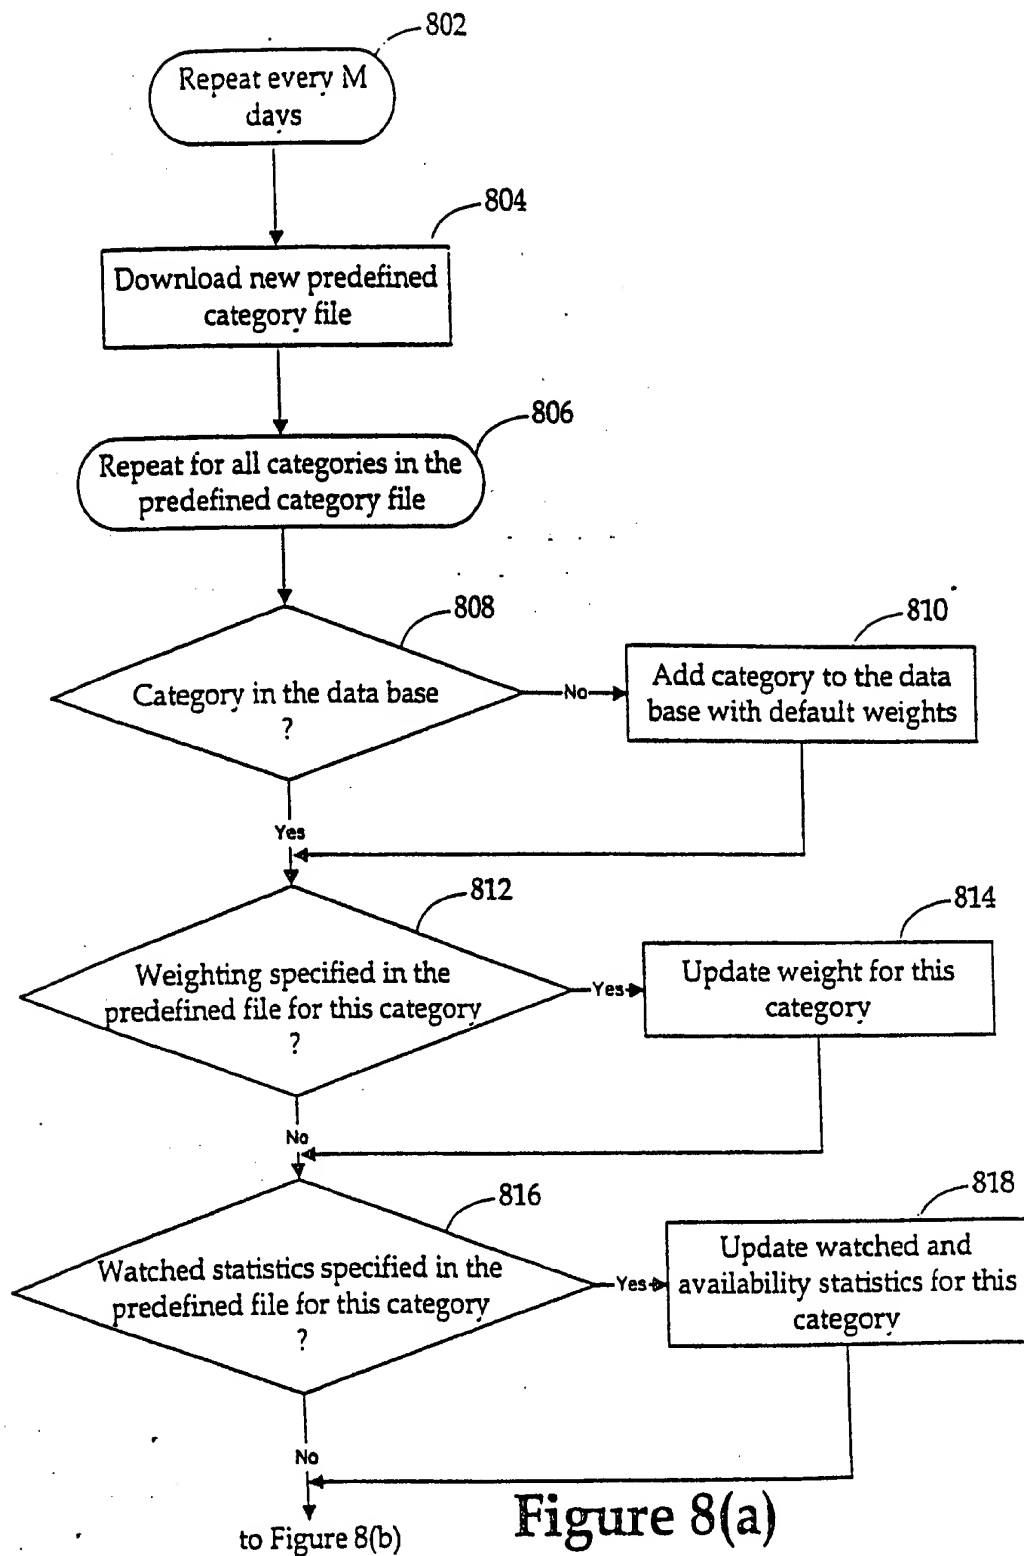 802
Repeat every M
days
804
Download new predefined
category file
806
Repeat for all categories in the
predefined category file
808
Category in the data base
?
No
810
Add category to the data
base with default weights
Yes
812
Weighting specified in the
predefined file for this category
?
Yes
814
Update weight for this
category
No
816
Watched statistics specified in the
predefined file for this category
?
Yes
818
Update watched and
availability statistics for this
category
No
to Figure 8(b)
Figure 8(a)